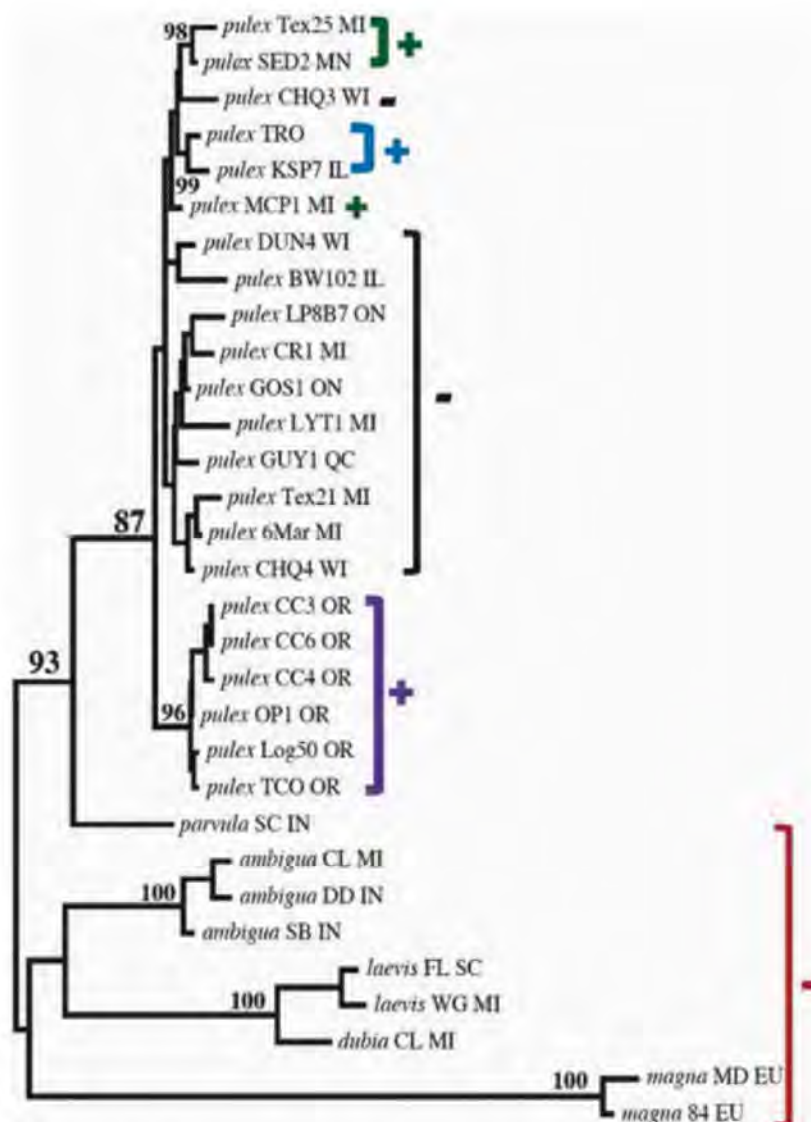 98
pulex Tex25 MI
+
pulex SED2 MN
pulex CHQ3 WI -
pulex TRO
+
pulex KSP7 IL
99
pulex MCP1 MI +
pulex DUN4 WI
pulex BW102 IL
pulex LP8B7 ON
pulex CR1 MI
pulex GOS1 ON
-
pulex LYT1 MI
pulex GUY1 QC
pulex Tex21 MI
87
pulex 6Mar MI
pulex CHQ4 WI
pulex CC3 OR
pulex CC6 OR
93
pulex CC4 OR
+
96
pulex OP1 OR
pulex Log50 OR
pulex TCO OR
parvula SC IN
ambigua CL MI
100
ambigua DD IN
ambigua SB IN
laevis FL SC
-
100
laevis WG MI
dubia CL MI
100
magna MD EU
magna 84 EU